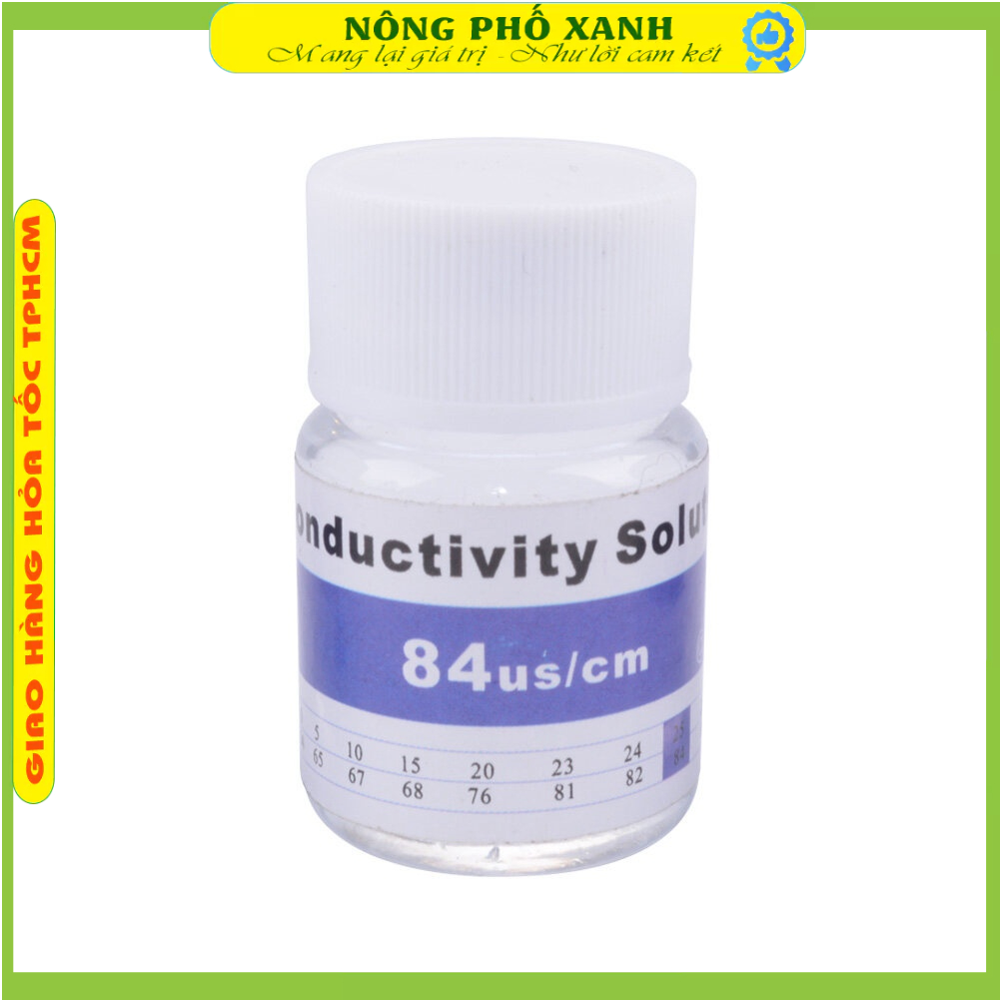 NÔNG PHỐ XANH
Mang lại giá trị - Như lời cam kết
GIAO HÀNG HỎA TỐC TPHCM
onductivity Solut
84us/cm
5 10 15 20 23 24 25
65 67 68 76 81 82 84